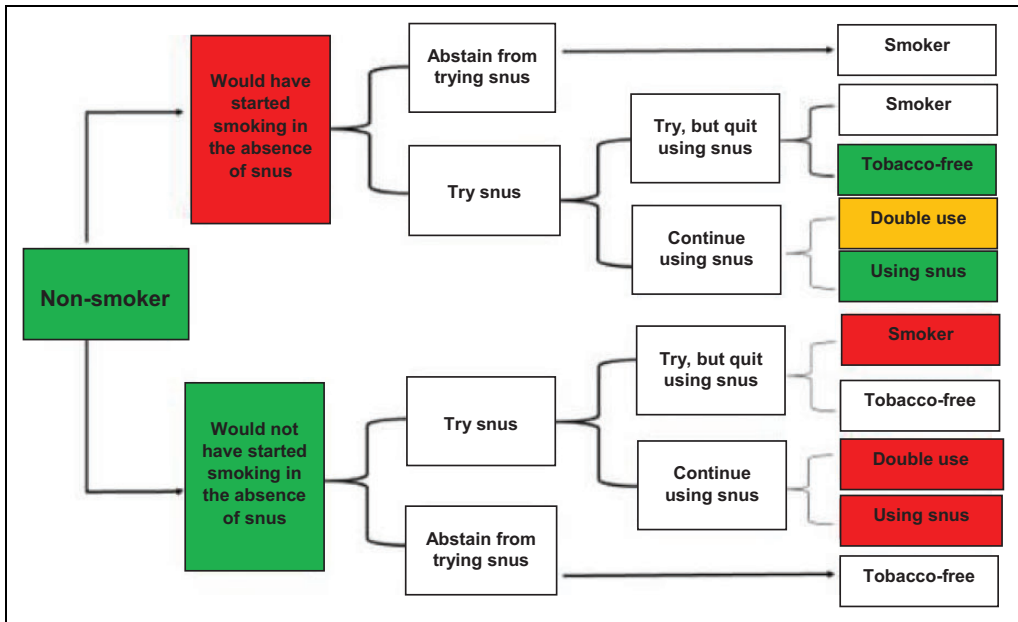 Non-smoker
Would have
started
smoking in
the absence
of snus
Abstain from
trying snus
Smoker
Try snus
Try, but quit
using snus
Smoker
Tobacco-free
Continue
using snus
Double use
Using snus
Would not
have started
smoking in
the absence
of snus
Try snus
Try, but quit
using snus
Smoker
Tobacco-free
Continue
using snus
Double use
Using snus
Abstain from
trying snus
Tobacco-free